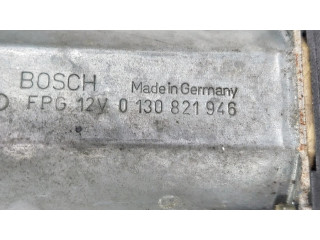 BOSCH Made in Germany
FPG 12V 0 130 821 946